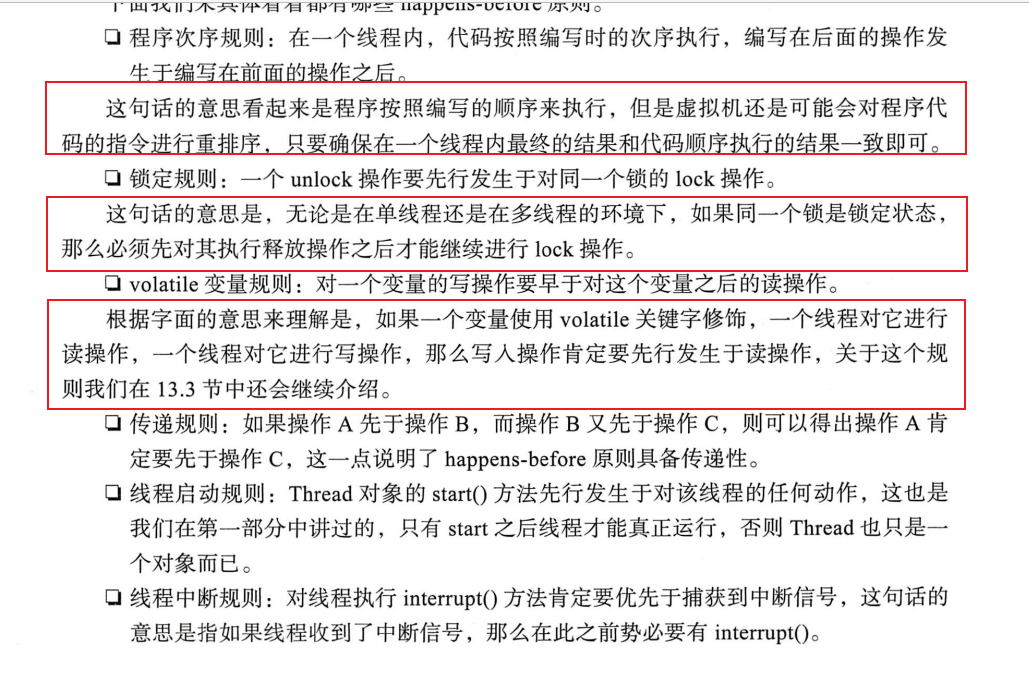 下面我们来具体看看都有哪些 happens-before 原则。
❏ 程序次序规则：在一个线程内，代码按照编写时的次序执行，编写在后面的操作发
生于编写在前面的操作之后。
这句话的意思看起来是程序按照编写的顺序来执行，但是虚拟机还是可能会对程序代
码的指令进行重排序，只要确保在一个线程内最终的结果和代码顺序执行的结果一致即可。
❏ 锁定规则：一个 unlock 操作要先行发生于对同一个锁的 lock 操作。
这句话的意思是，无论是在单线程还是在多线程的环境下，如果同一个锁是锁定状态，
那么必须先对其执行释放操作之后才能继续进行 lock 操作。
❏ volatile 变量规则：对一个变量的写操作要早于对这个变量之后的读操作。
根据字面的意思来理解是，如果一个变量使用 volatile 关键字修饰，一个线程对它进行
读操作，一个线程对它进行写操作，那么写入操作肯定要先行发生于读操作，关于这个规
则我们在 13.3 节中还会继续介绍。
❏ 传递规则：如果操作 A 先于操作 B，而操作 B 又先于操作 C，则可以得出操作 A 肯
定要先于操作 C，这一点说明了 happens-before 原则具备传递性。
❏ 线程启动规则：Thread 对象的 start() 方法先行发生于对该线程的任何动作，这也是
我们在第一部分中讲过的，只有 start 之后线程才能真正运行，否则 Thread 也只是一
个对象而已。
❏ 线程中断规则：对线程执行 interrupt() 方法肯定要优先于捕获到中断信号，这句话的
意思是指如果线程收到了中断信号，那么在此之前势必要有 interrupt()。